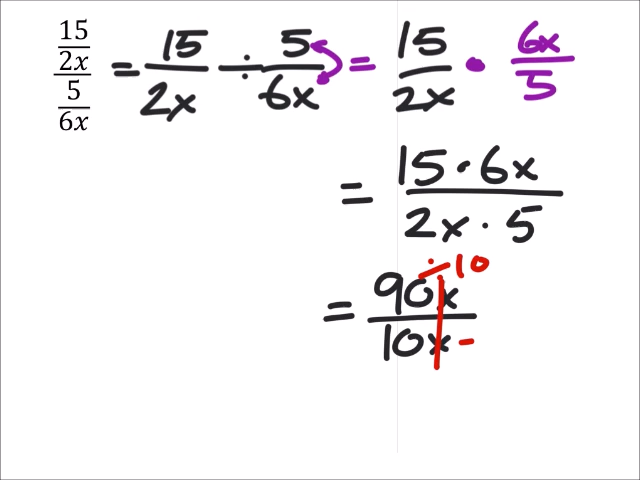 15/2x / 5/6x = 15/2x ÷ 5/6x = 15/2x • 6x/5
= 15 • 6x / 2x • 5
÷ 10
= 90x / 10x -